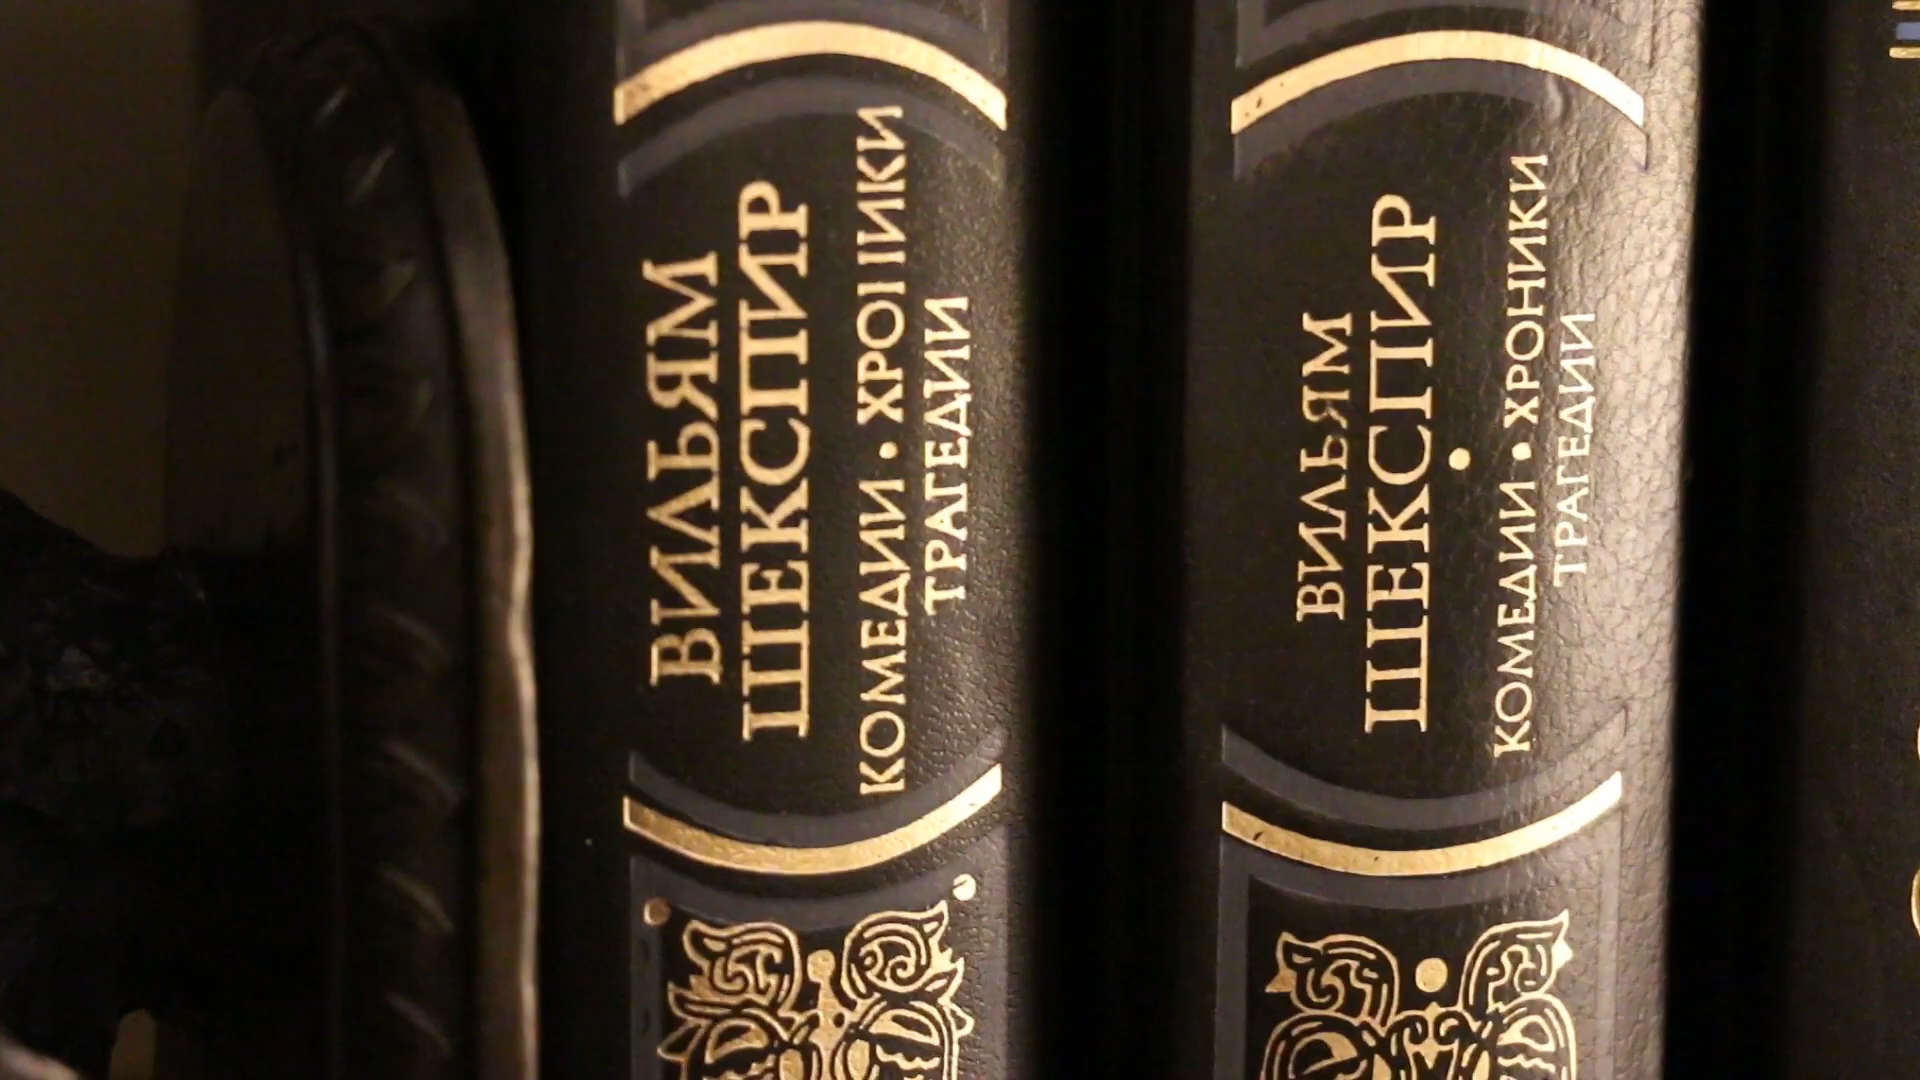 ВИЛЬЯМ
ШЕКСПИР
КОМЕДИИ • ХРОНИКИ
ТРАГЕДИИ
ВИЛЬЯМ
ШЕКСПИР
•
КОМЕДИИ • ХРОНИКИ
ТРАГЕДИИ